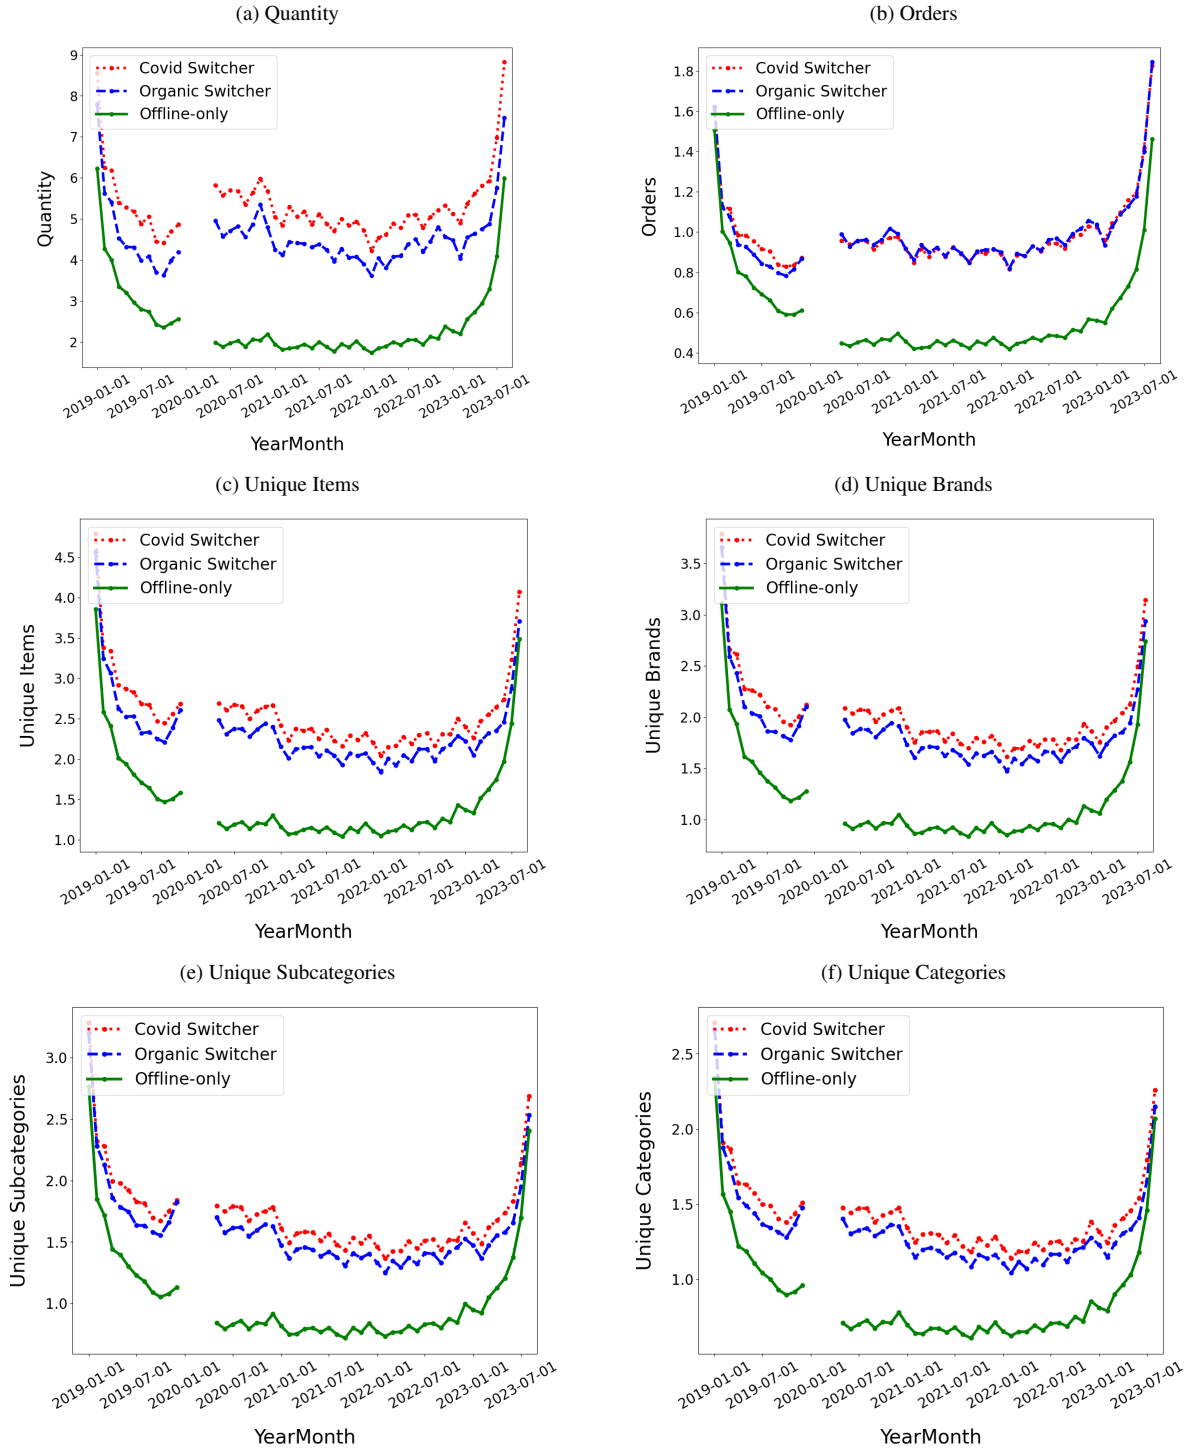 (a) Quantity
(b) Orders
9
8
7
6
5
4
3
2
Quantity
Covid Switcher
Organic Switcher
Offline-only
2019-01-01
2019-07-01
2020-01-01
2020-07-01
2021-01-01
2021-07-01
2022-01-01
2022-07-01
2023-01-01
2023-07-01
YearMonth
1.8
1.6
1.4
1.2
1.0
0.8
0.6
0.4
Orders
Covid Switcher
Organic Switcher
Offline-only
2019-01-01
2019-07-01
2020-01-01
2020-07-01
2021-01-01
2021-07-01
2022-01-01
2022-07-01
2023-01-01
2023-07-01
YearMonth
(c) Unique Items
(d) Unique Brands
4.5
4.0
3.5
3.0
2.5
2.0
1.5
1.0
Unique Items
Covid Switcher
Organic Switcher
Offline-only
2019-01-01
2019-07-01
2020-01-01
2020-07-01
2021-01-01
2021-07-01
2022-01-01
2022-07-01
2023-01-01
2023-07-01
YearMonth
3.5
3.0
2.5
2.0
1.5
1.0
Unique Brands
Covid Switcher
Organic Switcher
Offline-only
2019-01-01
2019-07-01
2020-01-01
2020-07-01
2021-01-01
2021-07-01
2022-01-01
2022-07-01
2023-01-01
2023-07-01
YearMonth
(e) Unique Subcategories
(f) Unique Categories
3.0
2.5
2.0
1.5
1.0
Unique Subcategories
Covid Switcher
Organic Switcher
Offline-only
2019-01-01
2019-07-01
2020-01-01
2020-07-01
2021-01-01
2021-07-01
2022-01-01
2022-07-01
2023-01-01
2023-07-01
YearMonth
2.5
2.0
1.5
1.0
Unique Categories
Covid Switcher
Organic Switcher
Offline-only
2019-01-01
2019-07-01
2020-01-01
2020-07-01
2021-01-01
2021-07-01
2022-01-01
2022-07-01
2023-01-01
2023-07-01
YearMonth